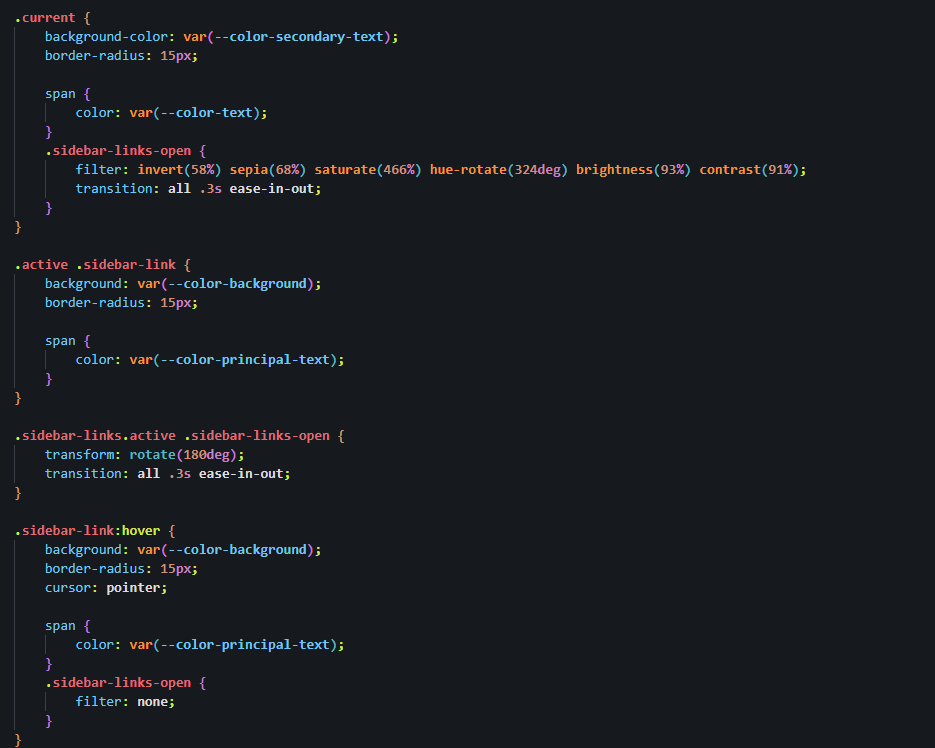 .current {
    background-color: var(--color-secondary-text);
    border-radius: 15px;

    span {
        color: var(--color-text);
    }
    .sidebar-links-open {
        filter: invert(58%) sepia(68%) saturate(466%) hue-rotate(324deg) brightness(93%) contrast(91%);
        transition: all .3s ease-in-out;
    }
}

.active .sidebar-link {
    background: var(--color-background);
    border-radius: 15px;

    span {
        color: var(--color-principal-text);
    }
}

.sidebar-links.active .sidebar-links-open {
    transform: rotate(180deg);
    transition: all .3s ease-in-out;
}

.sidebar-link:hover {
    background: var(--color-background);
    border-radius: 15px;
    cursor: pointer;

    span {
        color: var(--color-principal-text);
    }
    .sidebar-links-open {
        filter: none;
    }
}